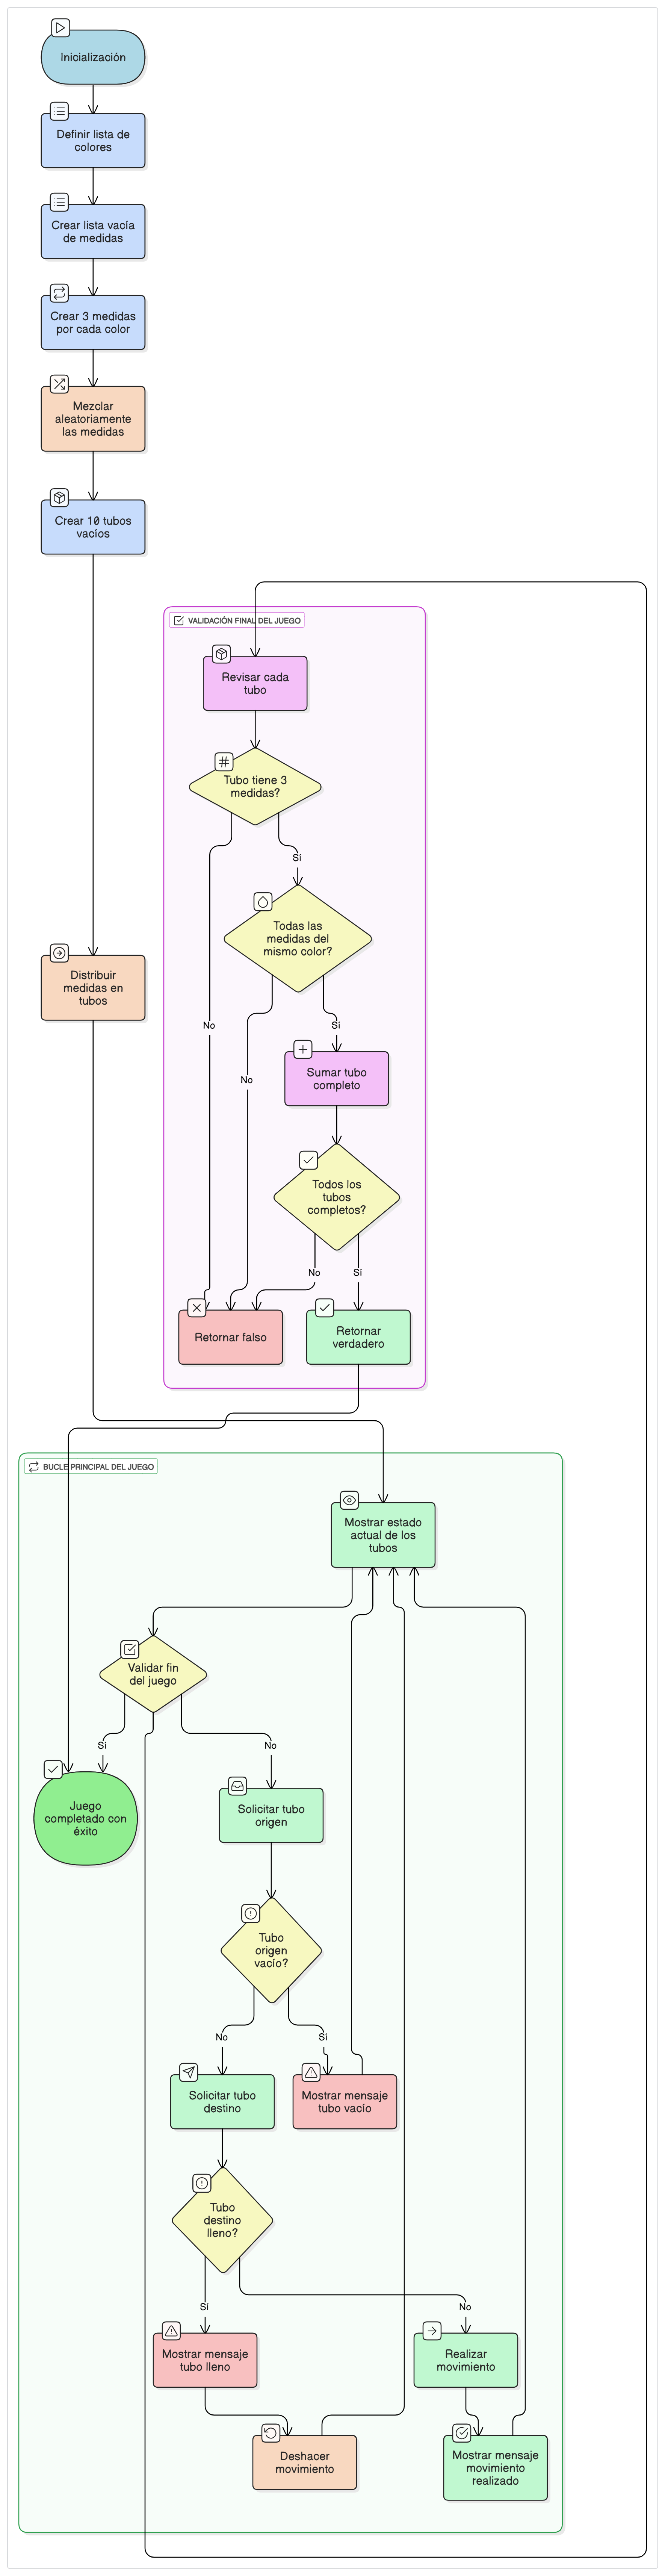 Inicialización
Definir lista de
colores
Crear lista vacía
de medidas
Crear 3 medidas
por cada color
Mezclar
aleatoriamente
las medidas
Crear 10 tubos
vacíos
VALIDACIÓN FINAL DEL JUEGO
Revisar cada
tubo
Tubo tiene 3
medidas?
Sí
Todas las
medidas del
mismo color?
Distribuir
medidas en
tubos
No
Sí
No
Sumar tubo
completo
Todos los
tubos
completos?
No
Sí
Retornar falso
Retornar
verdadero
BUCLE PRINCIPAL DEL JUEGO
Mostrar estado
actual de los
tubos
Validar fin
del juego
Sí
No
Juego
completado con
éxito
Solicitar tubo
origen
Tubo
origen
vacío?
No
Sí
Solicitar tubo
destino
Mostrar mensaje
tubo vacío
Tubo
destino
lleno?
Sí
No
Mostrar mensaje
tubo lleno
Realizar
movimiento
Deshacer
movimiento
Mostrar mensaje
movimiento
realizado